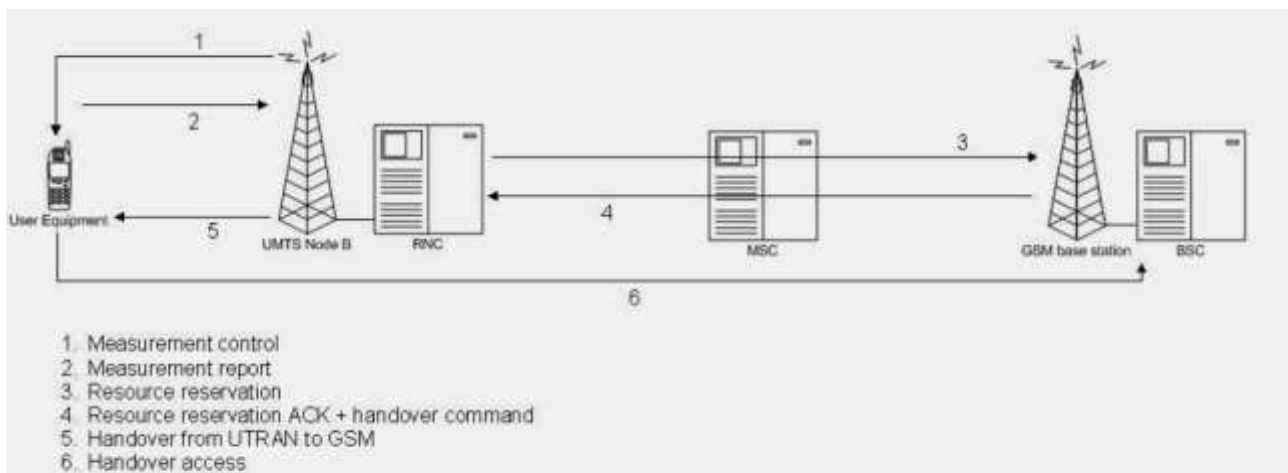 1
2
3
4
5
6
User Equipment
UMTS Node B
RNC
MSC
GSM base station
BSC
1. Measurement control
2. Measurement report
3. Resource reservation
4. Resource reservation ACK + handover command
5. Handover from UTRAN to GSM
6. Handover access